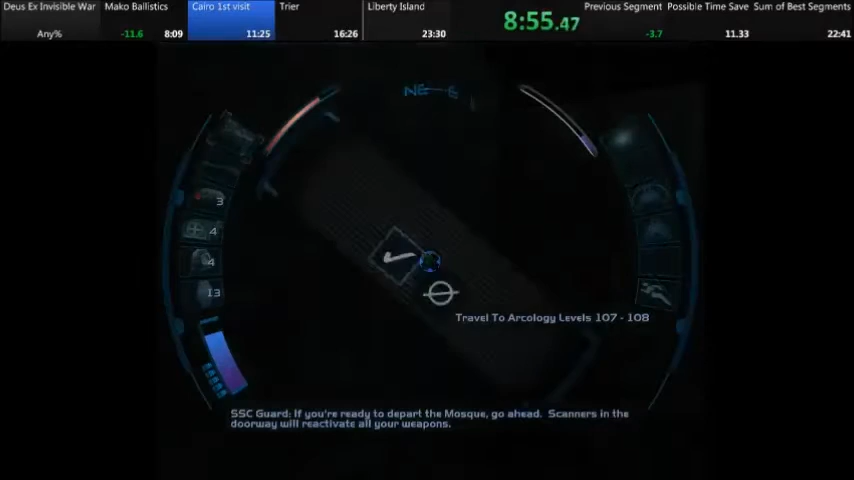 Deus Ex Invisible War
Any%
Mako Ballistics
-11.6 8:09
Cairo 1st visit
11:25
Trier
16:26
Liberty Island
23:30
8:55.47
Previous Segment
-3.7
Possible Time Save
11.33
Sum of Best Segments
22:41
NE E
3
4
4
13
Travel To Arcology Levels 107 - 108
SSC Guard: If you're ready to depart the Mosque, go ahead. Scanners in the
doorway will reactivate all your weapons.